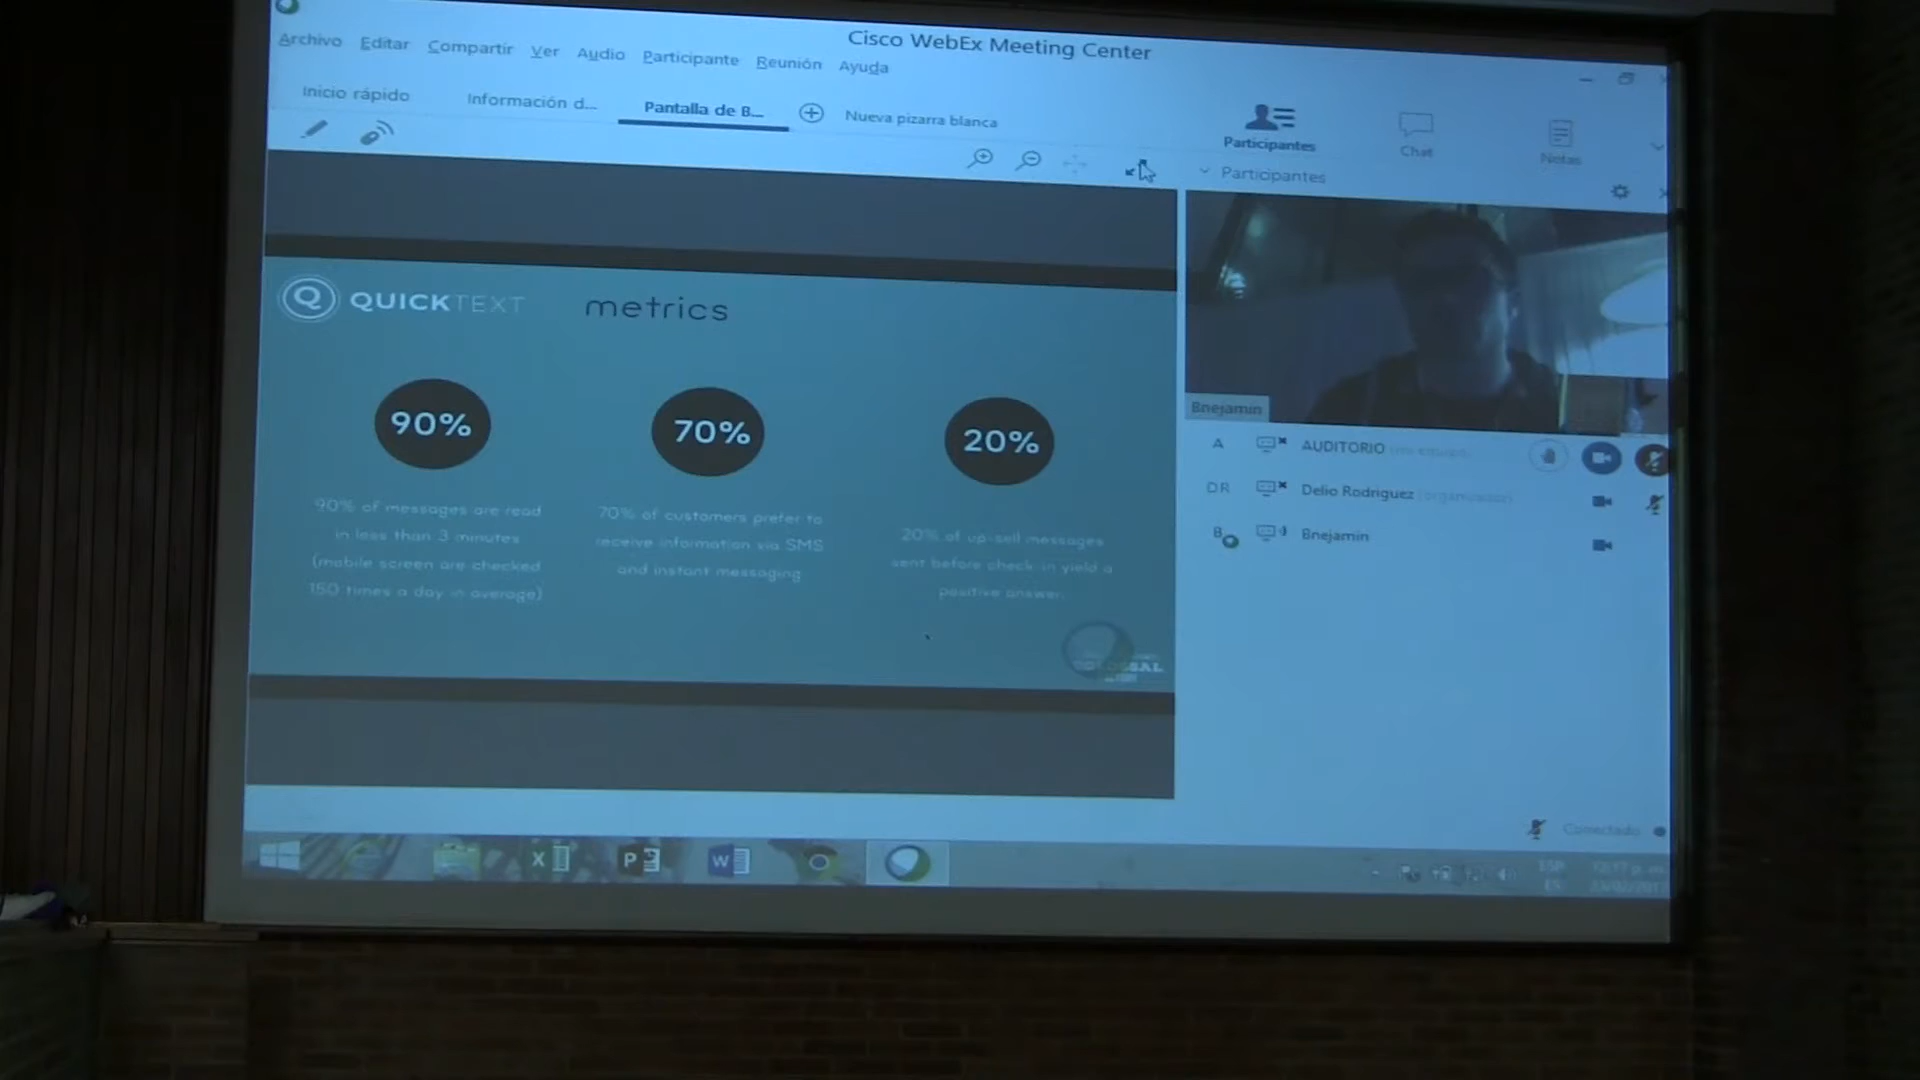 Cisco WebEx Meeting Center
Archivo Editar Compartir Ver Audio Participante Reunión Ayuda
Inicio rápido Información d... Pantalla de B... Nueva pizarra blanca
Participantes Chat Notas
Participantes
QUICKTEXT metrics
90% 70% 20%
90% of messages are read
in less than 3 minutes
(mobile screen are checked
150 times a day in average)
70% of customers prefer to
receive information via SMS
and instant messaging
20% of up-sell messages
sent before check-in yield a
positive answer.
Bnejamin
A AUDITORIO
DR Delio Rodriguez (organizador)
B Bnejamin
Conectado
X P W
ESP
ES